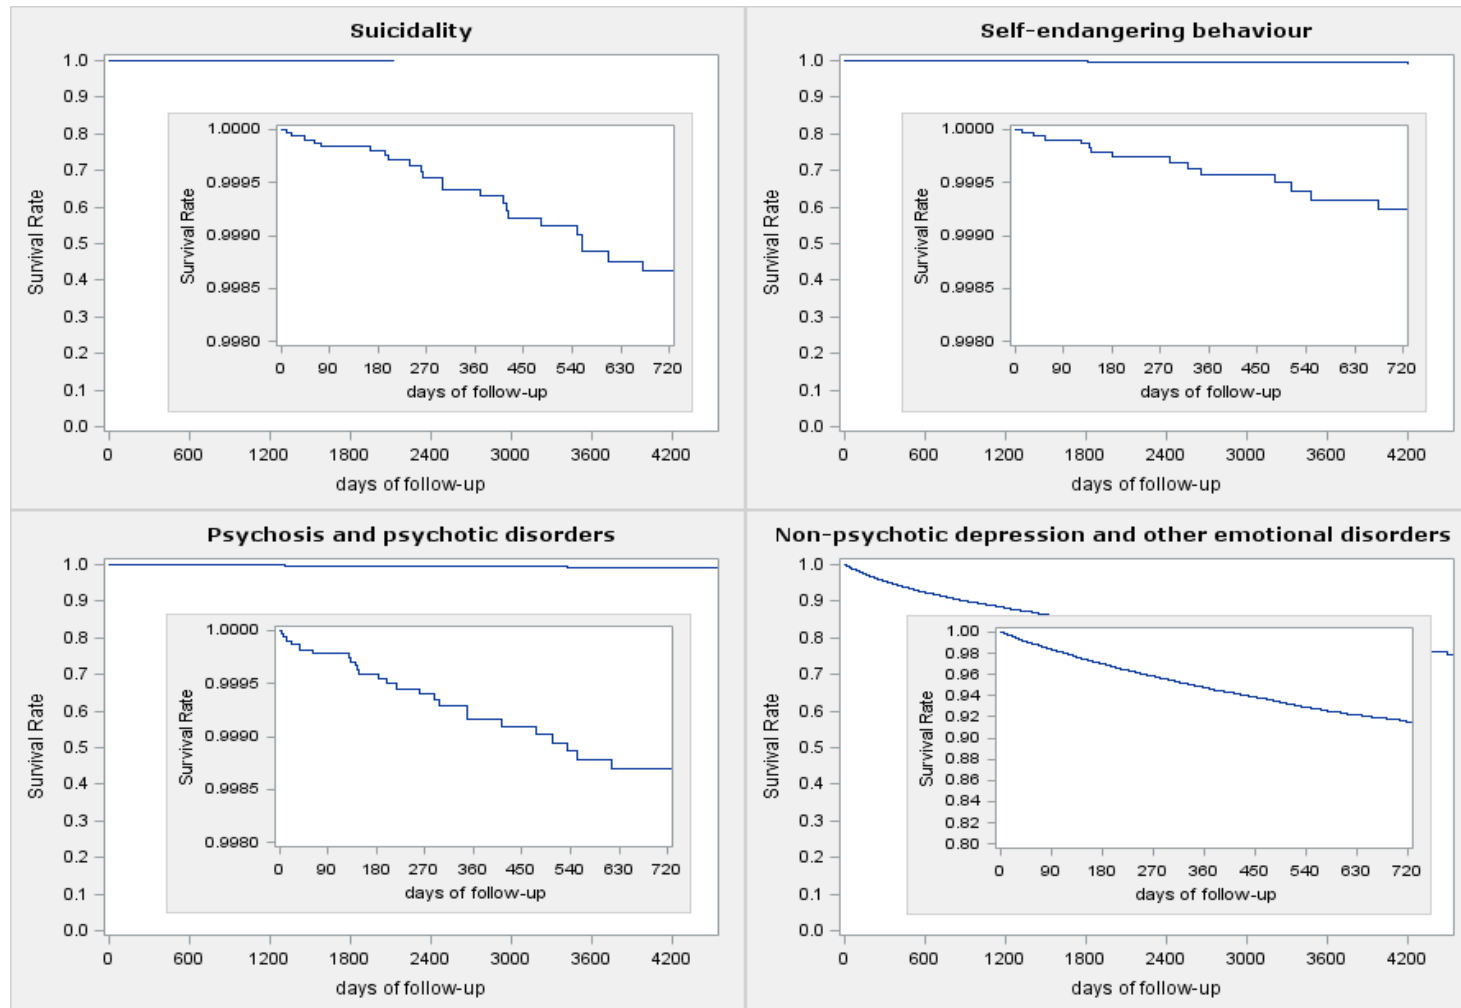 Suicidality
Survival Rate
1.0
0.9
0.8
0.7
0.6
0.5
0.4
0.3
0.2
0.1
0.0
Survival Rate
1.0000
0.9995
0.9990
0.9985
0.9980
0 90 180 270 360 450 540 630 720
days of follow-up
0 600 1200 1800 2400 3000 3600 4200
days of follow-up
Self-endangering behaviour
Survival Rate
1.0
0.9
0.8
0.7
0.6
0.5
0.4
0.3
0.2
0.1
0.0
Survival Rate
1.0000
0.9995
0.9990
0.9985
0.9980
0 90 180 270 360 450 540 630 720
days of follow-up
0 600 1200 1800 2400 3000 3600 4200
days of follow-up
Psychosis and psychotic disorders
Survival Rate
1.0
0.9
0.8
0.7
0.6
0.5
0.4
0.3
0.2
0.1
0.0
Survival Rate
1.0000
0.9995
0.9990
0.9985
0.9980
0 90 180 270 360 450 540 630 720
days of follow-up
0 600 1200 1800 2400 3000 3600 4200
days of follow-up
Non-psychotic depression and other emotional disorders
Survival Rate
1.0
0.9
0.8
0.7
0.6
0.5
0.4
0.3
0.2
0.1
0.0
Survival Rate
1.00
0.98
0.96
0.94
0.92
0.90
0.88
0.86
0.84
0.82
0.80
0 90 180 270 360 450 540 630 720
days of follow-up
0 600 1200 1800 2400 3000 3600 4200
days of follow-up